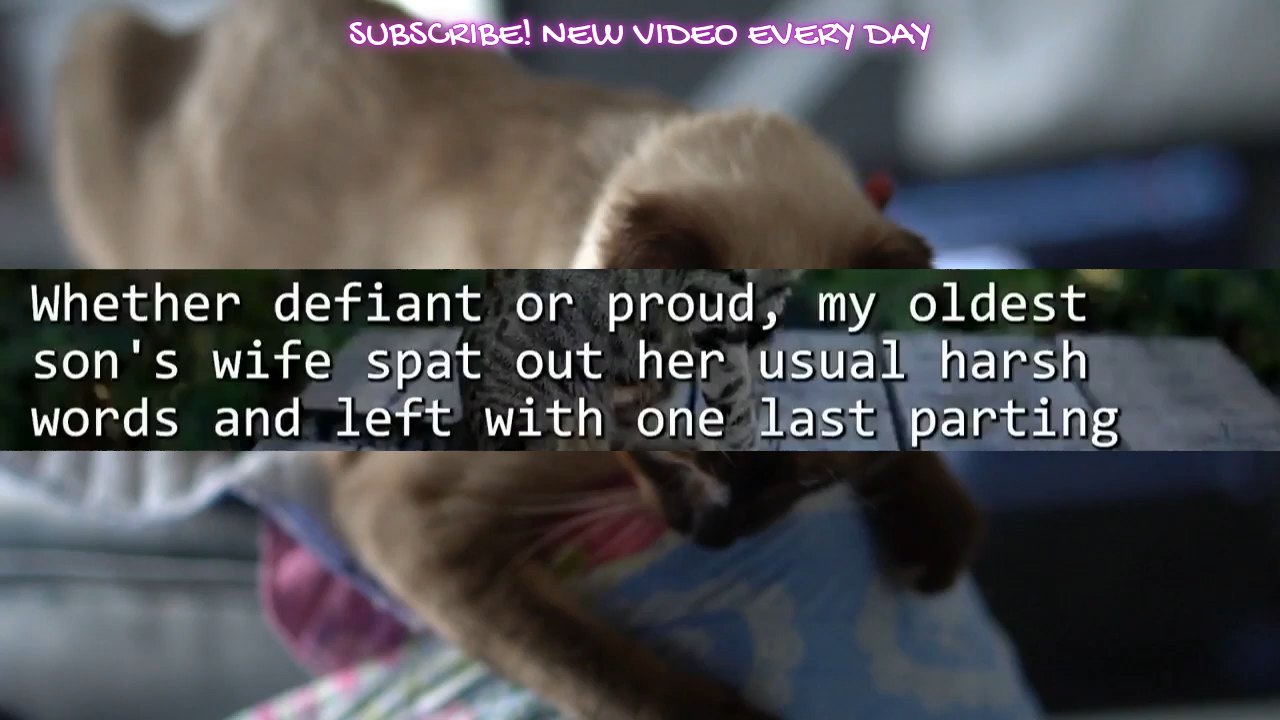 SUBSCRIBE! NEW VIDEO EVERY DAY
Whether defiant or proud, my oldest
son's wife spat out her usual harsh
words and left with one last parting